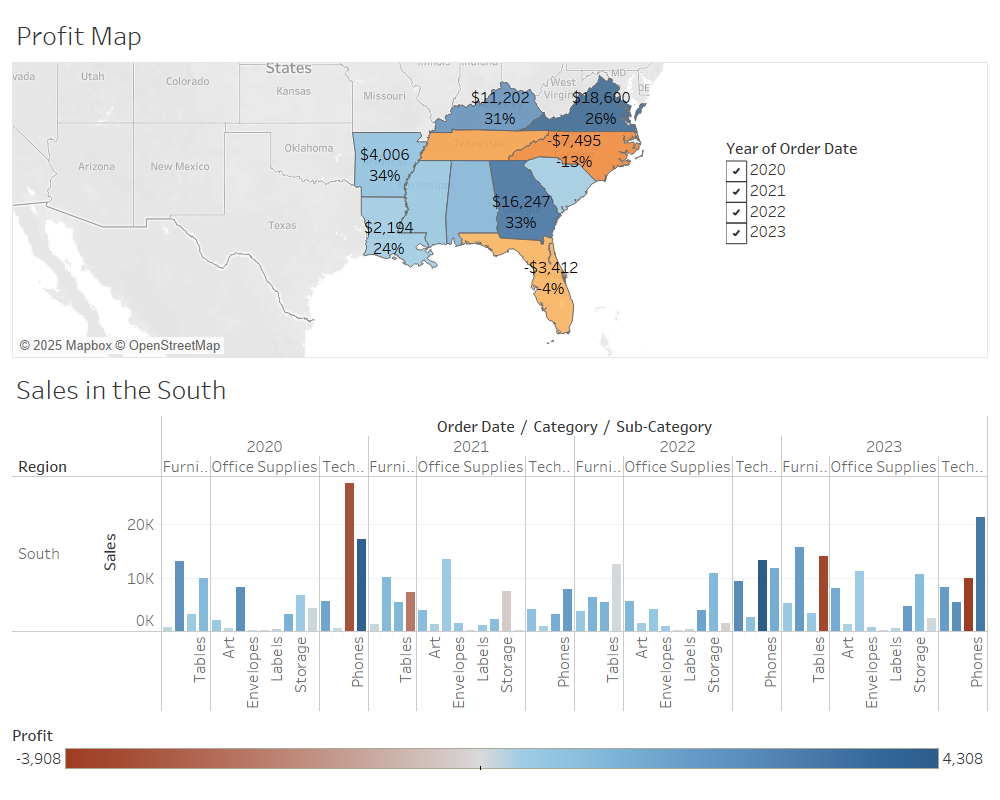 Profit Map
States
Utah
Colorado
Kansas
Missouri
West
Virginia
MD
DE
$11,202
31%
$18,600
26%
Oklahoma
Arizona
New Mexico
Texas
Tennessee
$4,006
34%
-$7,495
-13%
$16,247
33%
$2,194
24%
-$3,412
-4%
© 2025 Mapbox © OpenStreetMap
Year of Order Date
2020
2021
2022
2023
Sales in the South
Order Date / Category / Sub-Category
2020 2021 2022 2023
Region Furni.. Office Supplies Tech.. Furni.. Office Supplies Tech.. Furni.. Office Supplies Tech.. Furni.. Office Supplies Tech..
South
Sales
20K
10K
0K
Tables Art Envelopes Labels Storage Phones Tables Art Envelopes Labels Storage Phones Tables Art Envelopes Labels Storage Phones Tables Art Envelopes Labels Storage Phones
Profit
-3,908 4,308